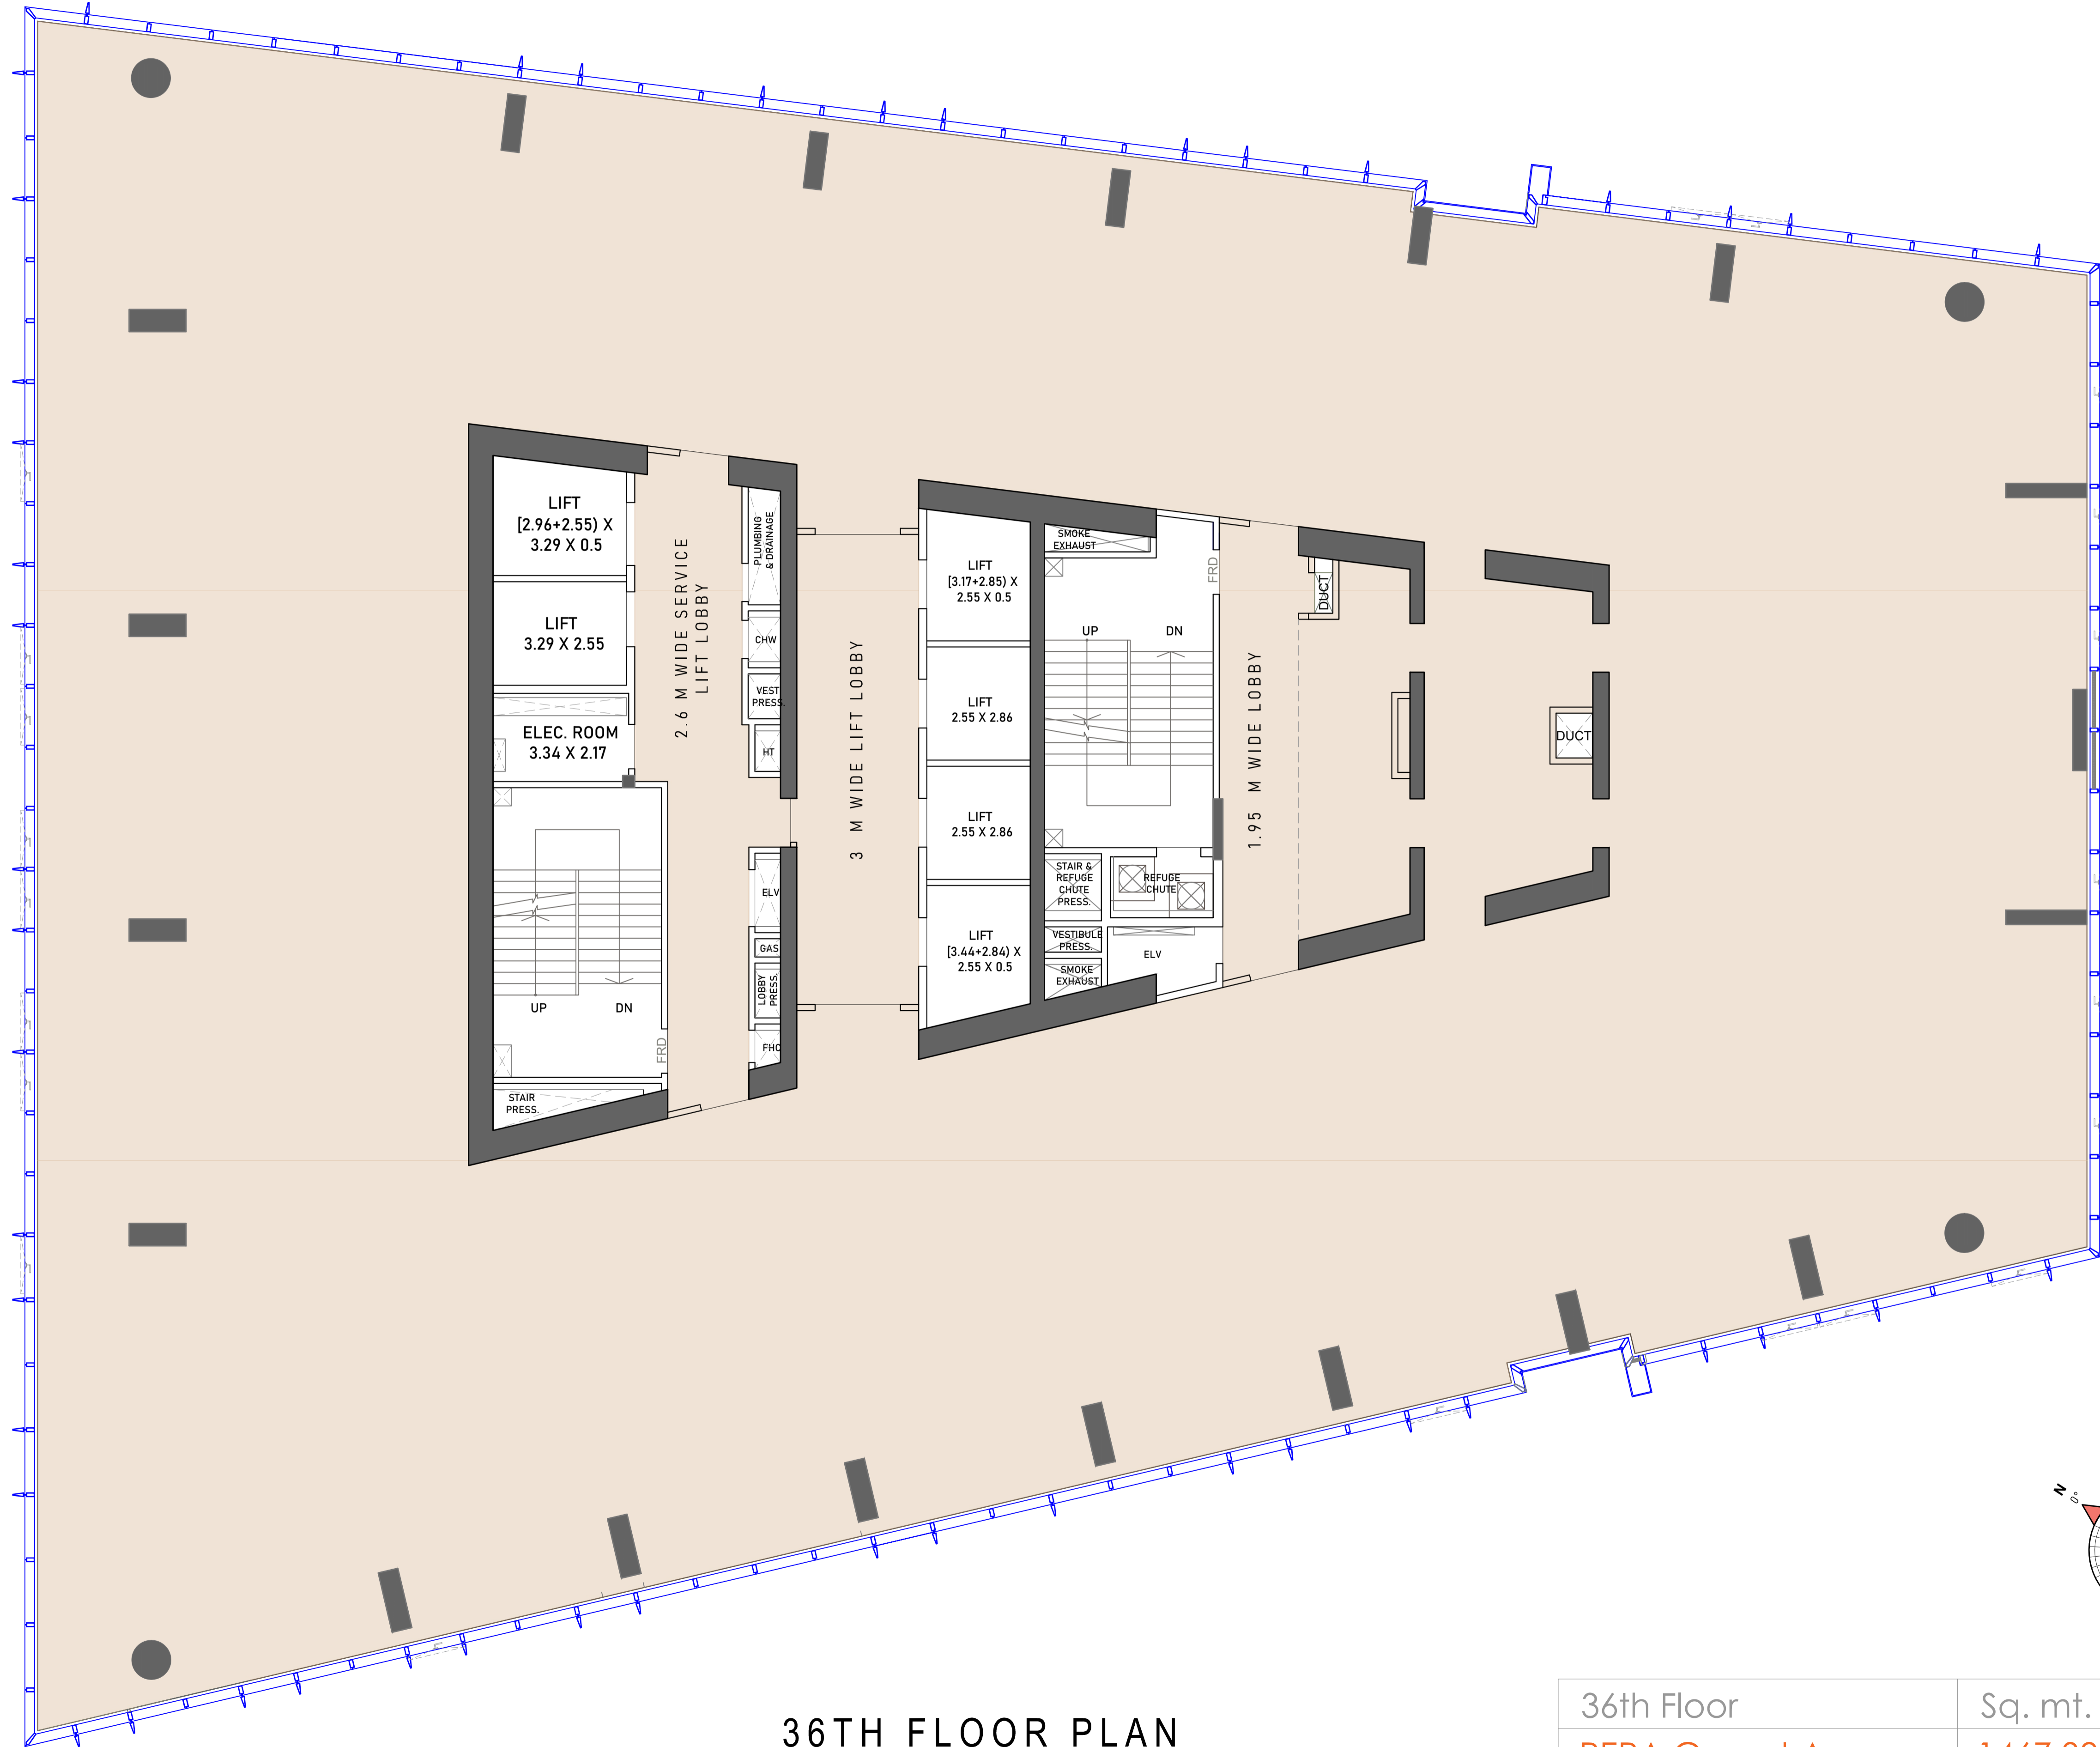 LIFT
[2.96+2.55) X
3.29 X 0.5
LIFT
3.29 X 2.55
ELEC. ROOM
3.34 X 2.17
UP
DN
FRD
STAIR
PRESS.
2.6 M WIDE SERVICE
LIFT LOBBY
PLUMBING
& DRAINAGE
CHW
VEST
PRESS.
HT
ELV
GAS
LOBBY
PRESS.
FHC
3 M WIDE LIFT LOBBY
LIFT
[3.17+2.85) X
2.55 X 0.5
LIFT
2.55 X 2.86
LIFT
2.55 X 2.86
LIFT
[3.44+2.84) X
2.55 X 0.5
SMOKE
EXHAUST
FRD
UP
DN
STAIR &
REFUGE
CHUTE
PRESS.
REFUGE
CHUTE
VESTIBULE
PRESS.
ELV
SMOKE
EXHAUST
1.95 M WIDE LOBBY
DUCT
DUCT
N
0°
36TH FLOOR PLAN
36th Floor
Sq. mt.